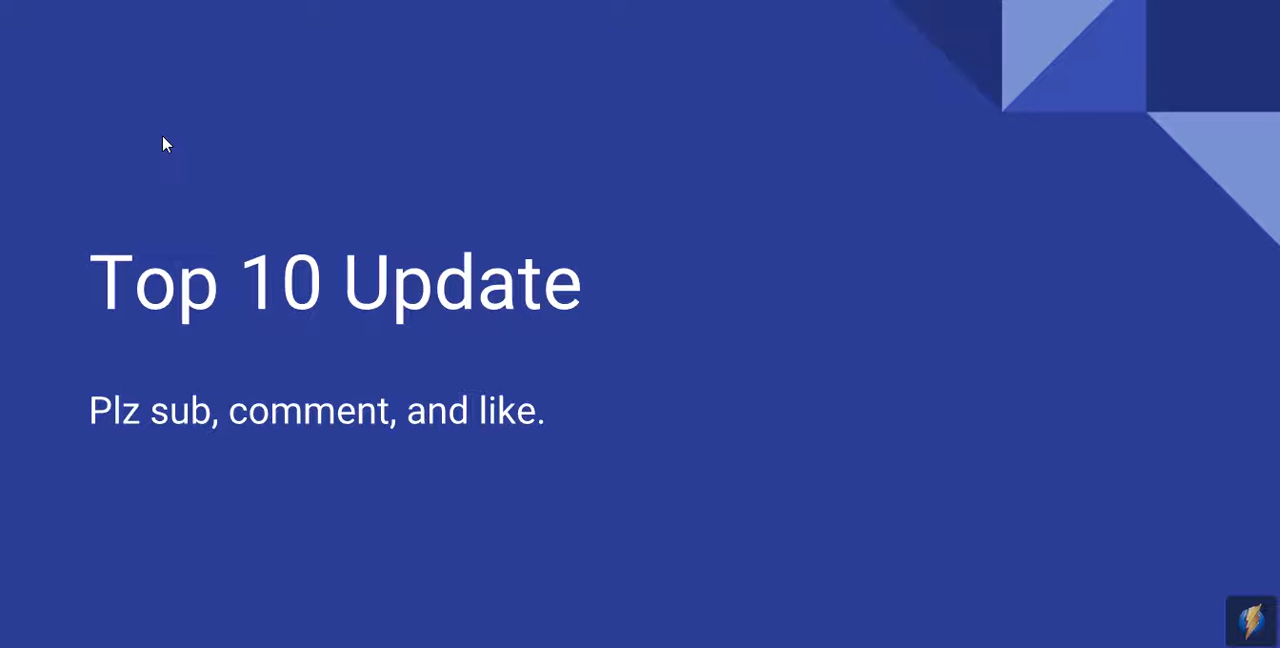 Top 10 Update
Plz sub, comment, and like.